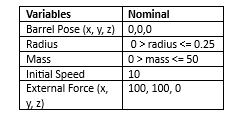 Variables Nominal
Barrel Pose (x, y, z) 0,0,0
Radius 0 > radius <= 0.25
Mass 0 > mass <= 50
Initial Speed 10
External Force (x, 100, 100, 0
y, z)